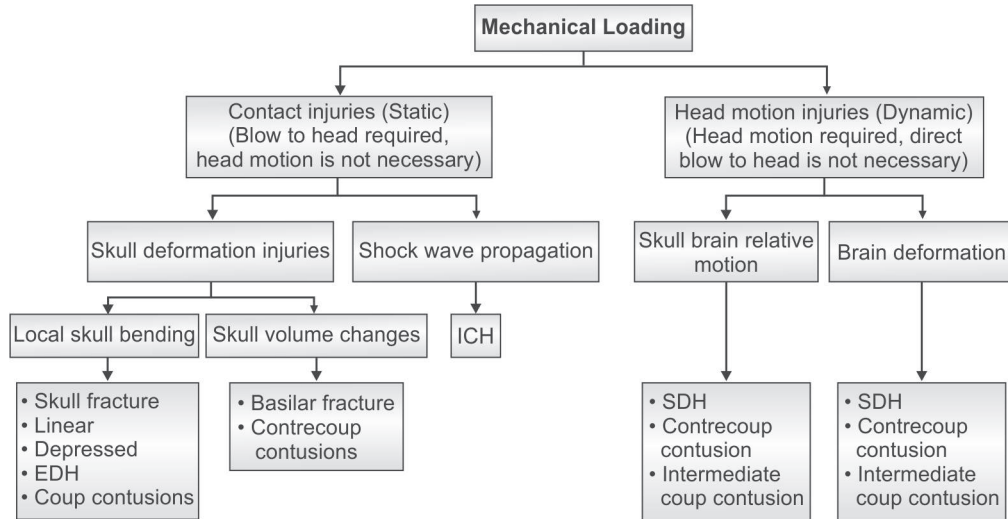 Mechanical Loading
Contact injuries (Static)
(Blow to head required,
head motion is not necessary)
Head motion injuries (Dynamic)
(Head motion required, direct
blow to head is not necessary)
Skull deformation injuries
Shock wave propagation
Skull brain relative
motion
Brain deformation
Local skull bending
Skull volume changes
ICH
• Skull fracture
• Linear
• Depressed
• EDH
• Coup contusions
• Basilar fracture
• Contrecoup
contusions
• SDH
• Contrecoup
contusion
• Intermediate
coup contusion
• SDH
• Contrecoup
contusion
• Intermediate
coup contusion